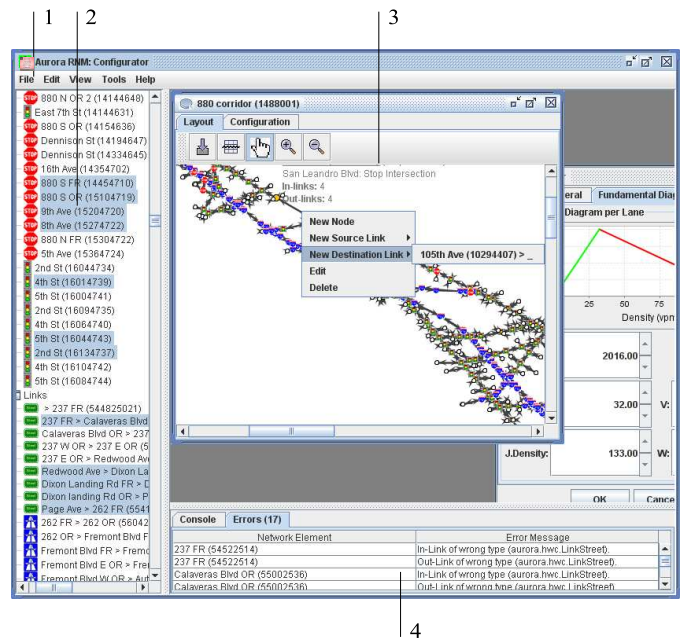 1
2
3
Aurora RNM: Configurator
File Edit View Tools Help
880 N OR 2 (14144648)
East 7th St (14144631)
880 S OR (14154636)
Dennison St (14194647)
Dennison St (14334645)
16th Ave (14354702)
880 S FR (14454710)
880 S OR (15104719)
9th Ave (15204720)
8th Ave (15274722)
880 N FR (15304722)
5th Ave (15364724)
2nd St (16044734)
4th St (16014739)
5th St (16004741)
2nd St (16094735)
4th St (16064740)
5th St (16044743)
2nd St (16134737)
4th St (16104742)
5th St (16084744)
Links
> 237 FR (544825021)
237 FR > Calaveras Blvd
Calaveras Blvd OR > 237
237 W OR > 237 E OR (5
237 E OR > Redwood Av
Redwood Ave > Dixon La
Dixon Landing Rd FR > D
Dixon landing Rd OR > P
Page Ave > 262 FR (5541
262 FR > 262 OR (56042
262 OR > Fremont Blvd F
Fremont Blvd FR > Fremo
Fremont Blvd E OR > Frei
Fremont Blvd W OR > Aut
880 corridor (1488001)
Layout Configuration
San Leandro Blvd: Stop Intersection
In-links: 4
Out-links: 4
New Node
New Source Link
New Destination Link
Edit
Delete
105th Ave (10294407) > _
eral Fundamental Diag
Diagram per Lane
25 50 75
Density (vpm
2016.00
32.00 V:
J.Density: 133.00 W:
OK Cance
Console Errors (17)
Network Element Error Message
237 FR (54522514) In-Link of wrong type (aurora.hwc.LinkStreet).
237 FR (54522514) Out-Link of wrong type (aurora.hwc.LinkStreet).
Calaveras Blvd OR (55002536) In-Link of wrong type (aurora.hwc.LinkStreet).
Calaveras Blvd OR (55002536) Out-Link of wrong type (aurora.hwc.LinkStreet).
4